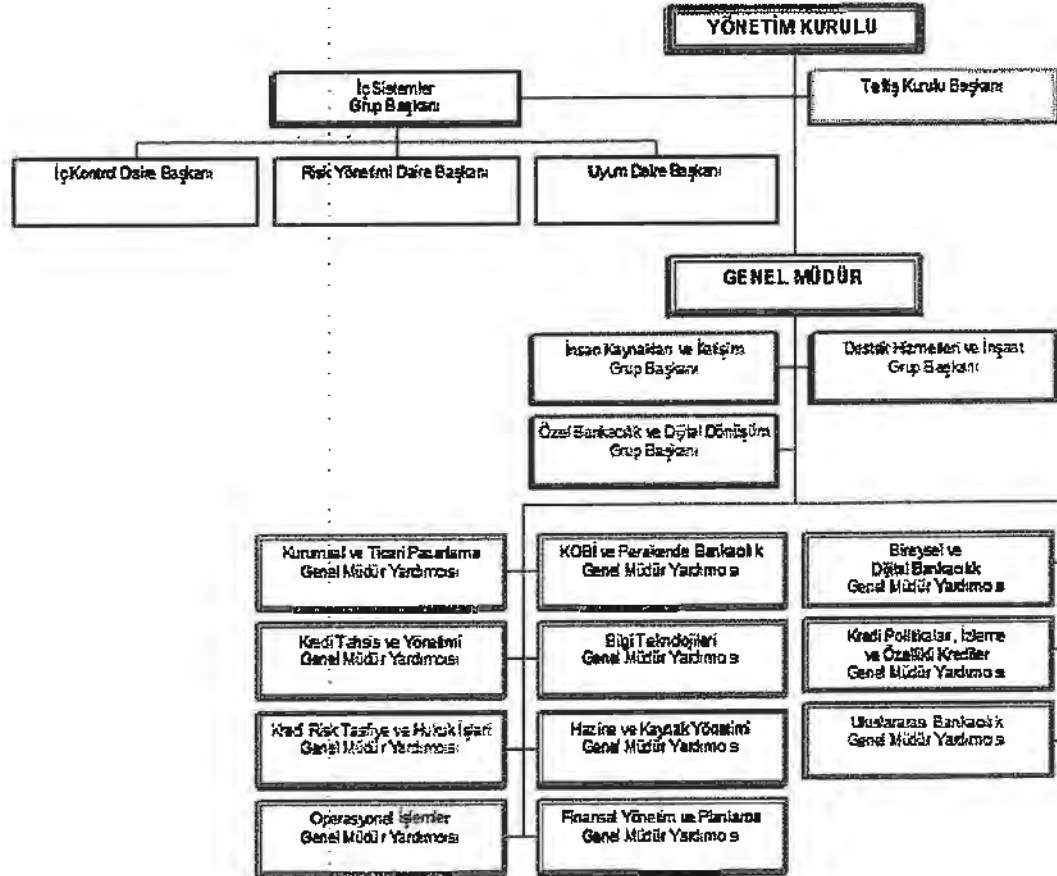 YÖNETİM KURULU
İç Sistemler
Grup Başkanı
Teftiş Kurulu Başkanı
İç Kontrol Daire Başkanı
Risk Yönetimi Daire Başkanı
Uyum Daire Başkanı
GENEL MÜDÜR
İnsan Kaynakları ve İletişim
Grup Başkanı
Destek Hizmetleri ve İnşaat
Grup Başkanı
Özel Bankacılık ve Dijital Dönüşüm
Grup Başkanı
Kurumsal ve Ticari Pazarlama
Genel Müdür Yardımcısı
KOBİ ve Perakende Bankacılık
Genel Müdür Yardımcısı
Bireysel ve
Dijital Bankacılık
Genel Müdür Yardımcısı
Kredi Tahsis ve Yönetimi
Genel Müdür Yardımcısı
Bilgi Teknolojileri
Genel Müdür Yardımcısı
Kredi Politikalar, İzleme
ve Özellikli Krediler
Genel Müdür Yardımcısı
Kredi Risk Tasfiye ve Hukuk İşleri
Genel Müdür Yardımcısı
Hazine ve Kaynak Yönetimi
Genel Müdür Yardımcısı
Uluslararası Bankacılık
Genel Müdür Yardımcısı
Operasyonel İşlemler
Genel Müdür Yardımcısı
Finansal Yönetim ve Planlama
Genel Müdür Yardımcısı